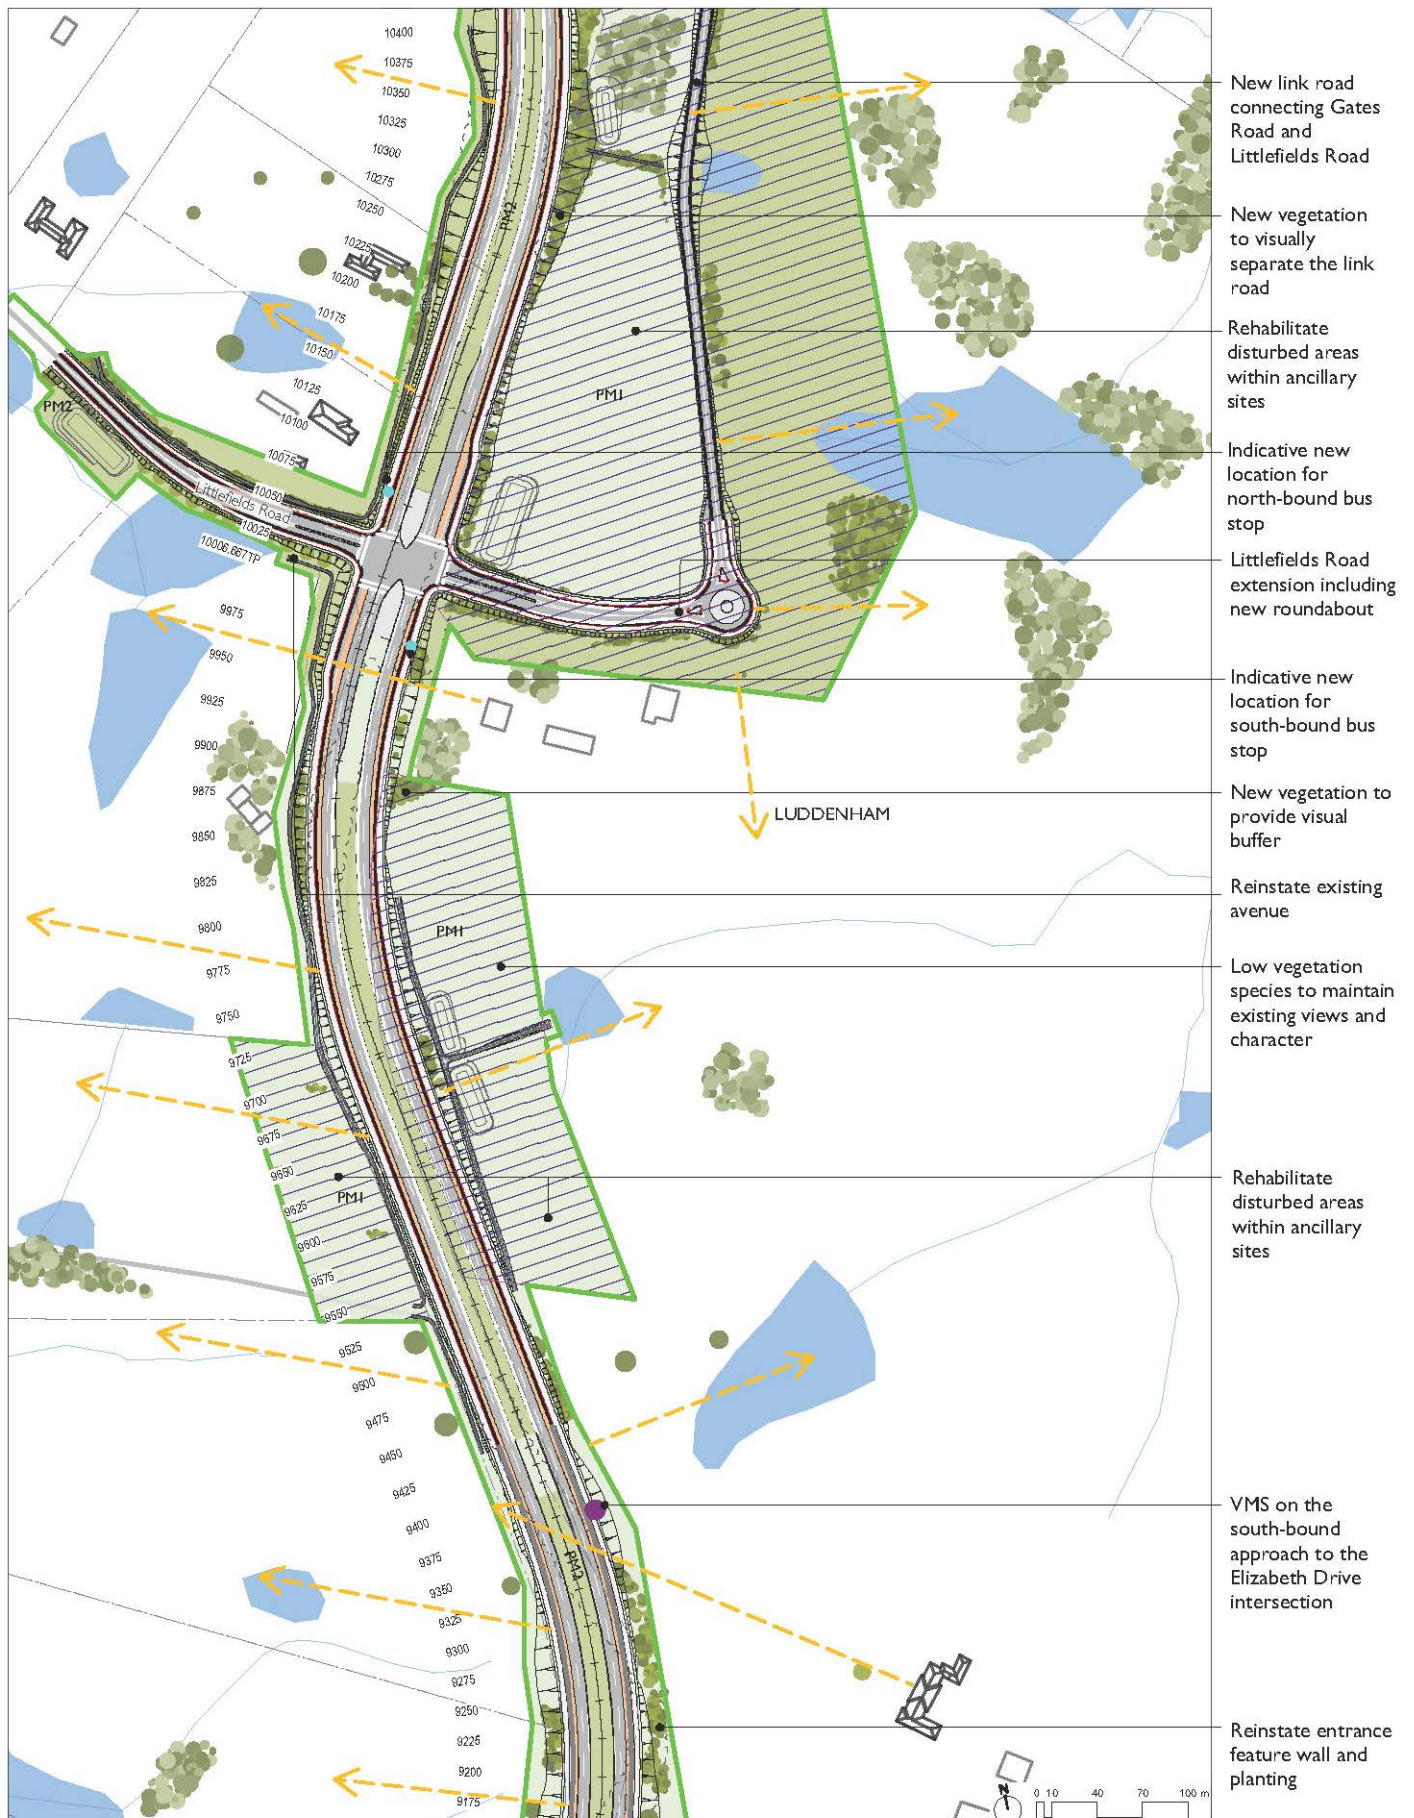 10400
10375
10350
10325
10300
10275
10250
10225
10200
10175
10150
10125
10100
10075
10050
10025
10006.667TP
9975
9950
9925
9900
9875
9850
9825
9800
9775
9750
9725
9700
9675
9650
9625
9600
9575
9550
9525
9500
9475
9450
9425
9400
9375
9350
9325
9300
9275
9250
9225
9200
9175
PM2
PM2
Littlefields Road
PM1
LUDDENHAM
PM1
PM1
PM2
New link road
connecting Gates
Road and
Littlefields Road
New vegetation
to visually
separate the link
road
Rehabilitate
disturbed areas
within ancillary
sites
Indicative new
location for
north-bound bus
stop
Littlefields Road
extension including
new roundabout
Indicative new
location for
south-bound bus
stop
New vegetation to
provide visual
buffer
Reinstate existing
avenue
Low vegetation
species to maintain
existing views and
character
Rehabilitate
disturbed areas
within ancillary
sites
VMS on the
south-bound
approach to the
Elizabeth Drive
intersection
Reinstate entrance
feature wall and
planting
N
0 10 40 70 100 m